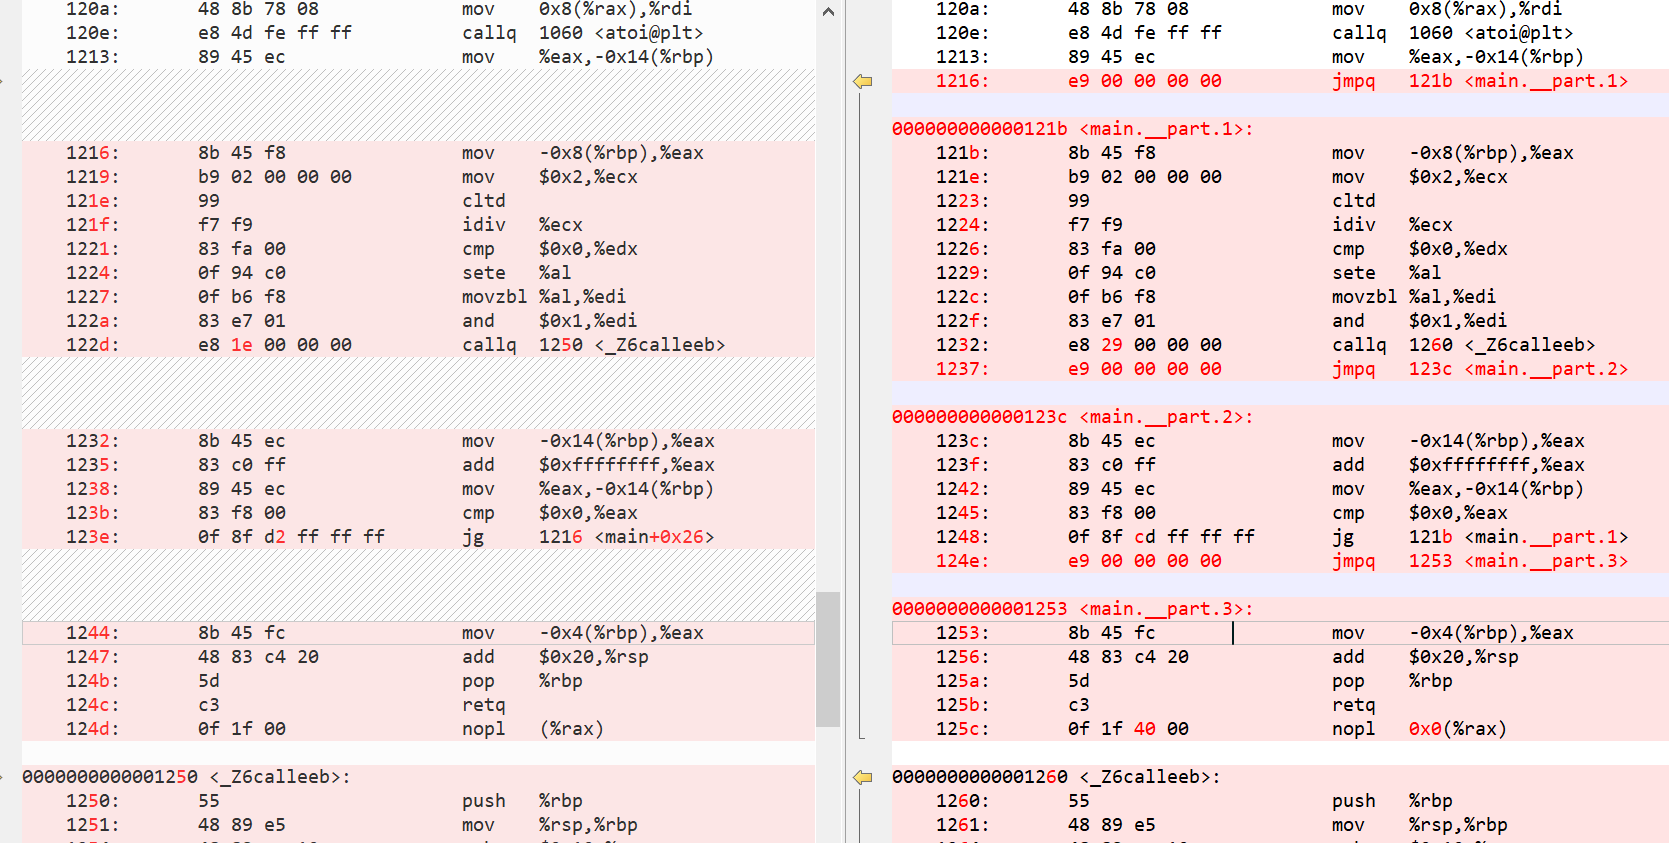 120a: 48 8b 78 08 mov 0x8(%rax),%rdi
120e: e8 4d fe ff ff callq 1060 <atoi@plt>
1213: 89 45 ec mov %eax,-0x14(%rbp)
1216: 8b 45 f8 mov -0x8(%rbp),%eax
1219: b9 02 00 00 00 mov $0x2,%ecx
121e: 99 cltd
121f: f7 f9 idiv %ecx
1221: 83 fa 00 cmp $0x0,%edx
1224: 0f 94 c0 sete %al
1227: 0f b6 f8 movzbl %al,%edi
122a: 83 e7 01 and $0x1,%edi
122d: e8 1e 00 00 00 callq 1250 <_Z6calleeb>
1232: 8b 45 ec mov -0x14(%rbp),%eax
1235: 83 c0 ff add $0xffffffff,%eax
1238: 89 45 ec mov %eax,-0x14(%rbp)
123b: 83 f8 00 cmp $0x0,%eax
123e: 0f 8f d2 ff ff ff jg 1216 <main+0x26>
1244: 8b 45 fc mov -0x4(%rbp),%eax
1247: 48 83 c4 20 add $0x20,%rsp
124b: 5d pop %rbp
124c: c3 retq
124d: 0f 1f 00 nopl (%rax)
0000000000001250 <_Z6calleeb>:
1250: 55 push %rbp
1251: 48 89 e5 mov %rsp,%rbp
120a: 48 8b 78 08 mov 0x8(%rax),%rdi
120e: e8 4d fe ff ff callq 1060 <atoi@plt>
1213: 89 45 ec mov %eax,-0x14(%rbp)
1216: e9 00 00 00 00 jmpq 121b <main.__part.1>
000000000000121b <main.__part.1>:
121b: 8b 45 f8 mov -0x8(%rbp),%eax
121e: b9 02 00 00 00 mov $0x2,%ecx
1223: 99 cltd
1224: f7 f9 idiv %ecx
1226: 83 fa 00 cmp $0x0,%edx
1229: 0f 94 c0 sete %al
122c: 0f b6 f8 movzbl %al,%edi
122f: 83 e7 01 and $0x1,%edi
1232: e8 29 00 00 00 callq 1260 <_Z6calleeb>
1237: e9 00 00 00 00 jmpq 123c <main.__part.2>
000000000000123c <main.__part.2>:
123c: 8b 45 ec mov -0x14(%rbp),%eax
123f: 83 c0 ff add $0xffffffff,%eax
1242: 89 45 ec mov %eax,-0x14(%rbp)
1245: 83 f8 00 cmp $0x0,%eax
1248: 0f 8f cd ff ff ff jg 121b <main.__part.1>
124e: e9 00 00 00 00 jmpq 1253 <main.__part.3>
0000000000001253 <main.__part.3>:
1253: 8b 45 fc mov -0x4(%rbp),%eax
1256: 48 83 c4 20 add $0x20,%rsp
125a: 5d pop %rbp
125b: c3 retq
125c: 0f 1f 40 00 nopl 0x0(%rax)
0000000000001260 <_Z6calleeb>:
1260: 55 push %rbp
1261: 48 89 e5 mov %rsp,%rbp